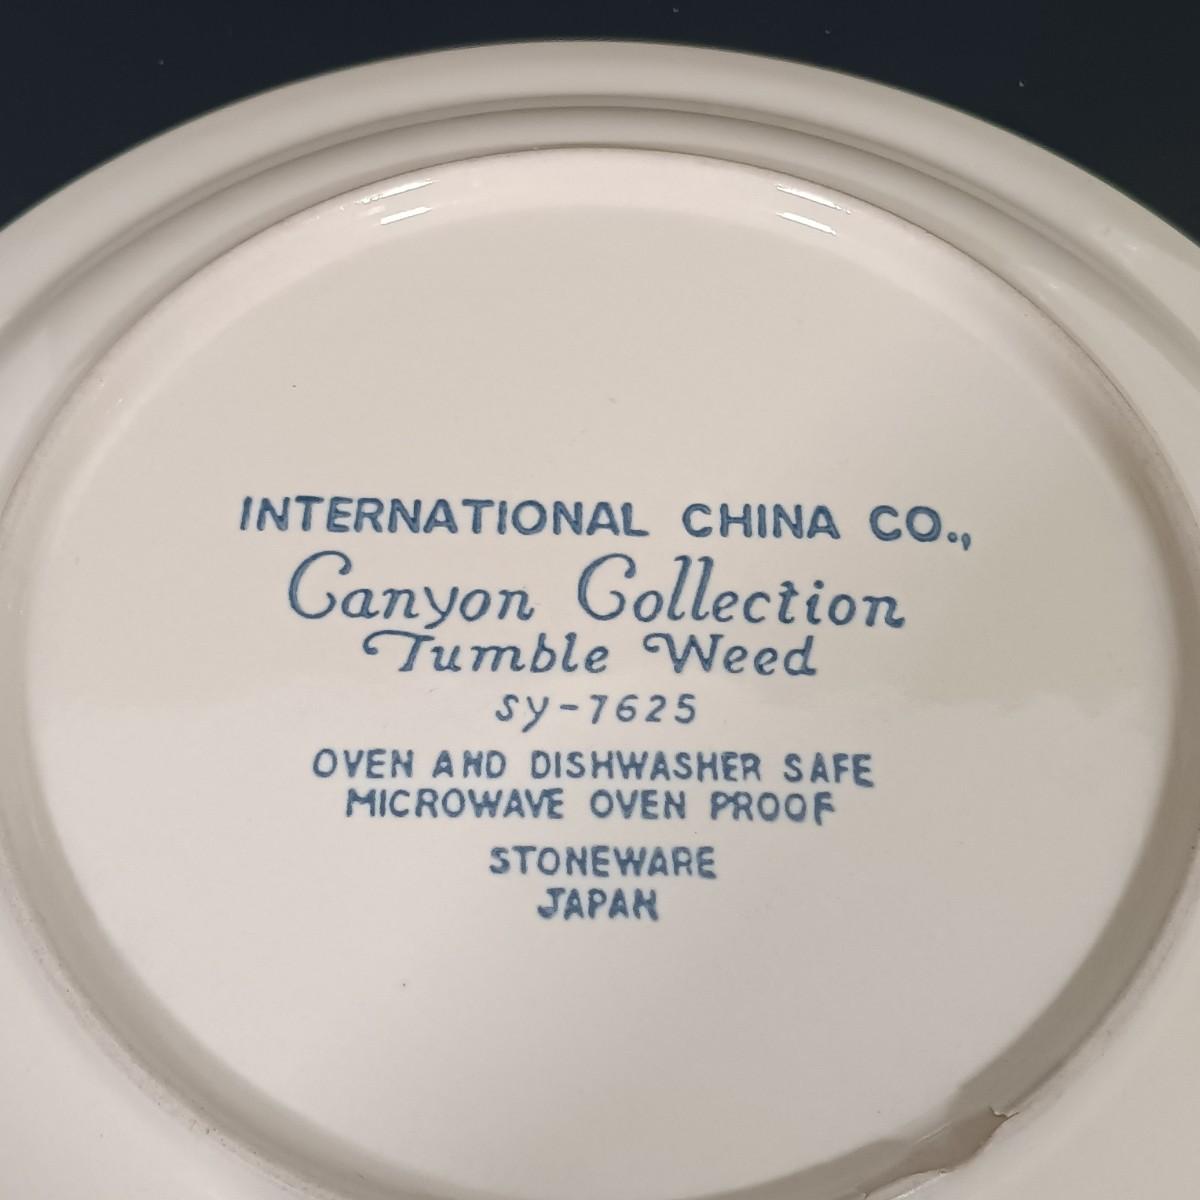 INTERNATIONAL CHINA CO.,
Canyon Collection
Tumble Weed
SY-7625
OVEN AND DISHWASHER SAFE
MICROWAVE OVEN PROOF
STONEWARE
JAPAN